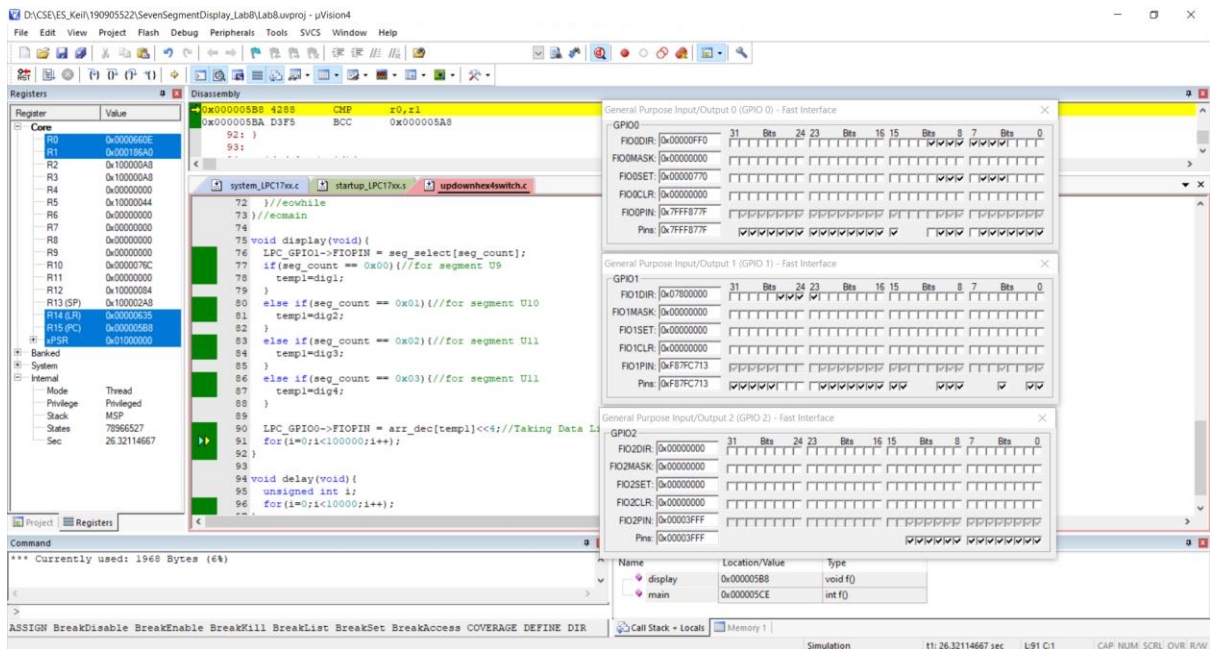 D:\CSE\ES_Keil\190905522\SevenSegmentDisplay_Lab8\Lab8.uvproj - µVision4
File Edit View Project Flash Debug Peripherals Tools SVCS Window Help
Registers
Register Value
Core
R0 0x0000660E
R1 0x000186A0
R2 0x100000A8
R3 0x100000A8
R4 0x00000000
R5 0x10000044
R6 0x00000000
R7 0x00000000
R8 0x00000000
R9 0x00000000
R10 0x0000076C
R11 0x00000000
R12 0x10000084
R13 (SP) 0x100002A8
R14 (LR) 0x00000635
R15 (PC) 0x000005B8
xPSR 0x01000000
Banked
System
Internal
Mode Thread
Privilege Privileged
Stack MSP
States 78966527
Sec 26.32114667
Project Registers
Disassembly
0x000005B8 4288 CMP r0,r1
0x000005BA D3F5 BCC 0x000005A8
92: }
93:
system_LPC17xx.c startup_LPC17xx.s updownhex4switch.c
72 }//eowhile
73 }//eomain
74
75 void display(void){
76 LPC_GPIO1->FIOPIN = seg_select[seg_count];
77 if(seg_count == 0x00){//for segment U9
78 temp1=dig1;
79 }
80 else if(seg_count == 0x01){//for segment U10
81 temp1=dig2;
82 }
83 else if(seg_count == 0x02){//for segment U11
84 temp1=dig3;
85 }
86 else if(seg_count == 0x03){//for segment U11
87 temp1=dig4;
88 }
89
90 LPC_GPIO0->FIOPIN = arr_dec[temp1]<<4;//Taking Data Li
91 for(i=0;i<100000;i++);
92 }
93
94 void delay(void){
95 unsigned int i;
96 for(i=0;i<10000;i++);
General Purpose Input/Output 0 (GPIO 0) - Fast Interface
GPIO0
31 Bits 24 23 Bits 16 15 Bits 8 7 Bits 0
FIO0DIR: 0x00000FF0
FIO0MASK: 0x00000000
FIO0SET: 0x00000770
FIO0CLR: 0x00000000
FIO0PIN: 0x7FFF877F
Pins: 0x7FFF877F
General Purpose Input/Output 1 (GPIO 1) - Fast Interface
GPIO1
31 Bits 24 23 Bits 16 15 Bits 8 7 Bits 0
FIO1DIR: 0x07800000
FIO1MASK: 0x00000000
FIO1SET: 0x00000000
FIO1CLR: 0x00000000
FIO1PIN: 0xF87FC713
Pins: 0xF87FC713
General Purpose Input/Output 2 (GPIO 2) - Fast Interface
GPIO2
31 Bits 24 23 Bits 16 15 Bits 8 7 Bits 0
FIO2DIR: 0x00000000
FIO2MASK: 0x00000000
FIO2SET: 0x00000000
FIO2CLR: 0x00000000
FIO2PIN: 0x00003FFF
Pins: 0x00003FFF
Command
*** Currently used: 1968 Bytes (6%)
>
ASSIGN BreakDisable BreakEnable BreakKill BreakList BreakSet BreakAccess COVERAGE DEFINE DIR
Name Location/Value Type
display 0x000005B8 void f()
main 0x000005CE int f()
Call Stack + Locals Memory 1
Simulation t1: 26.32114667 sec L:91 C:1 CAP NUM SCRL OVR R/W